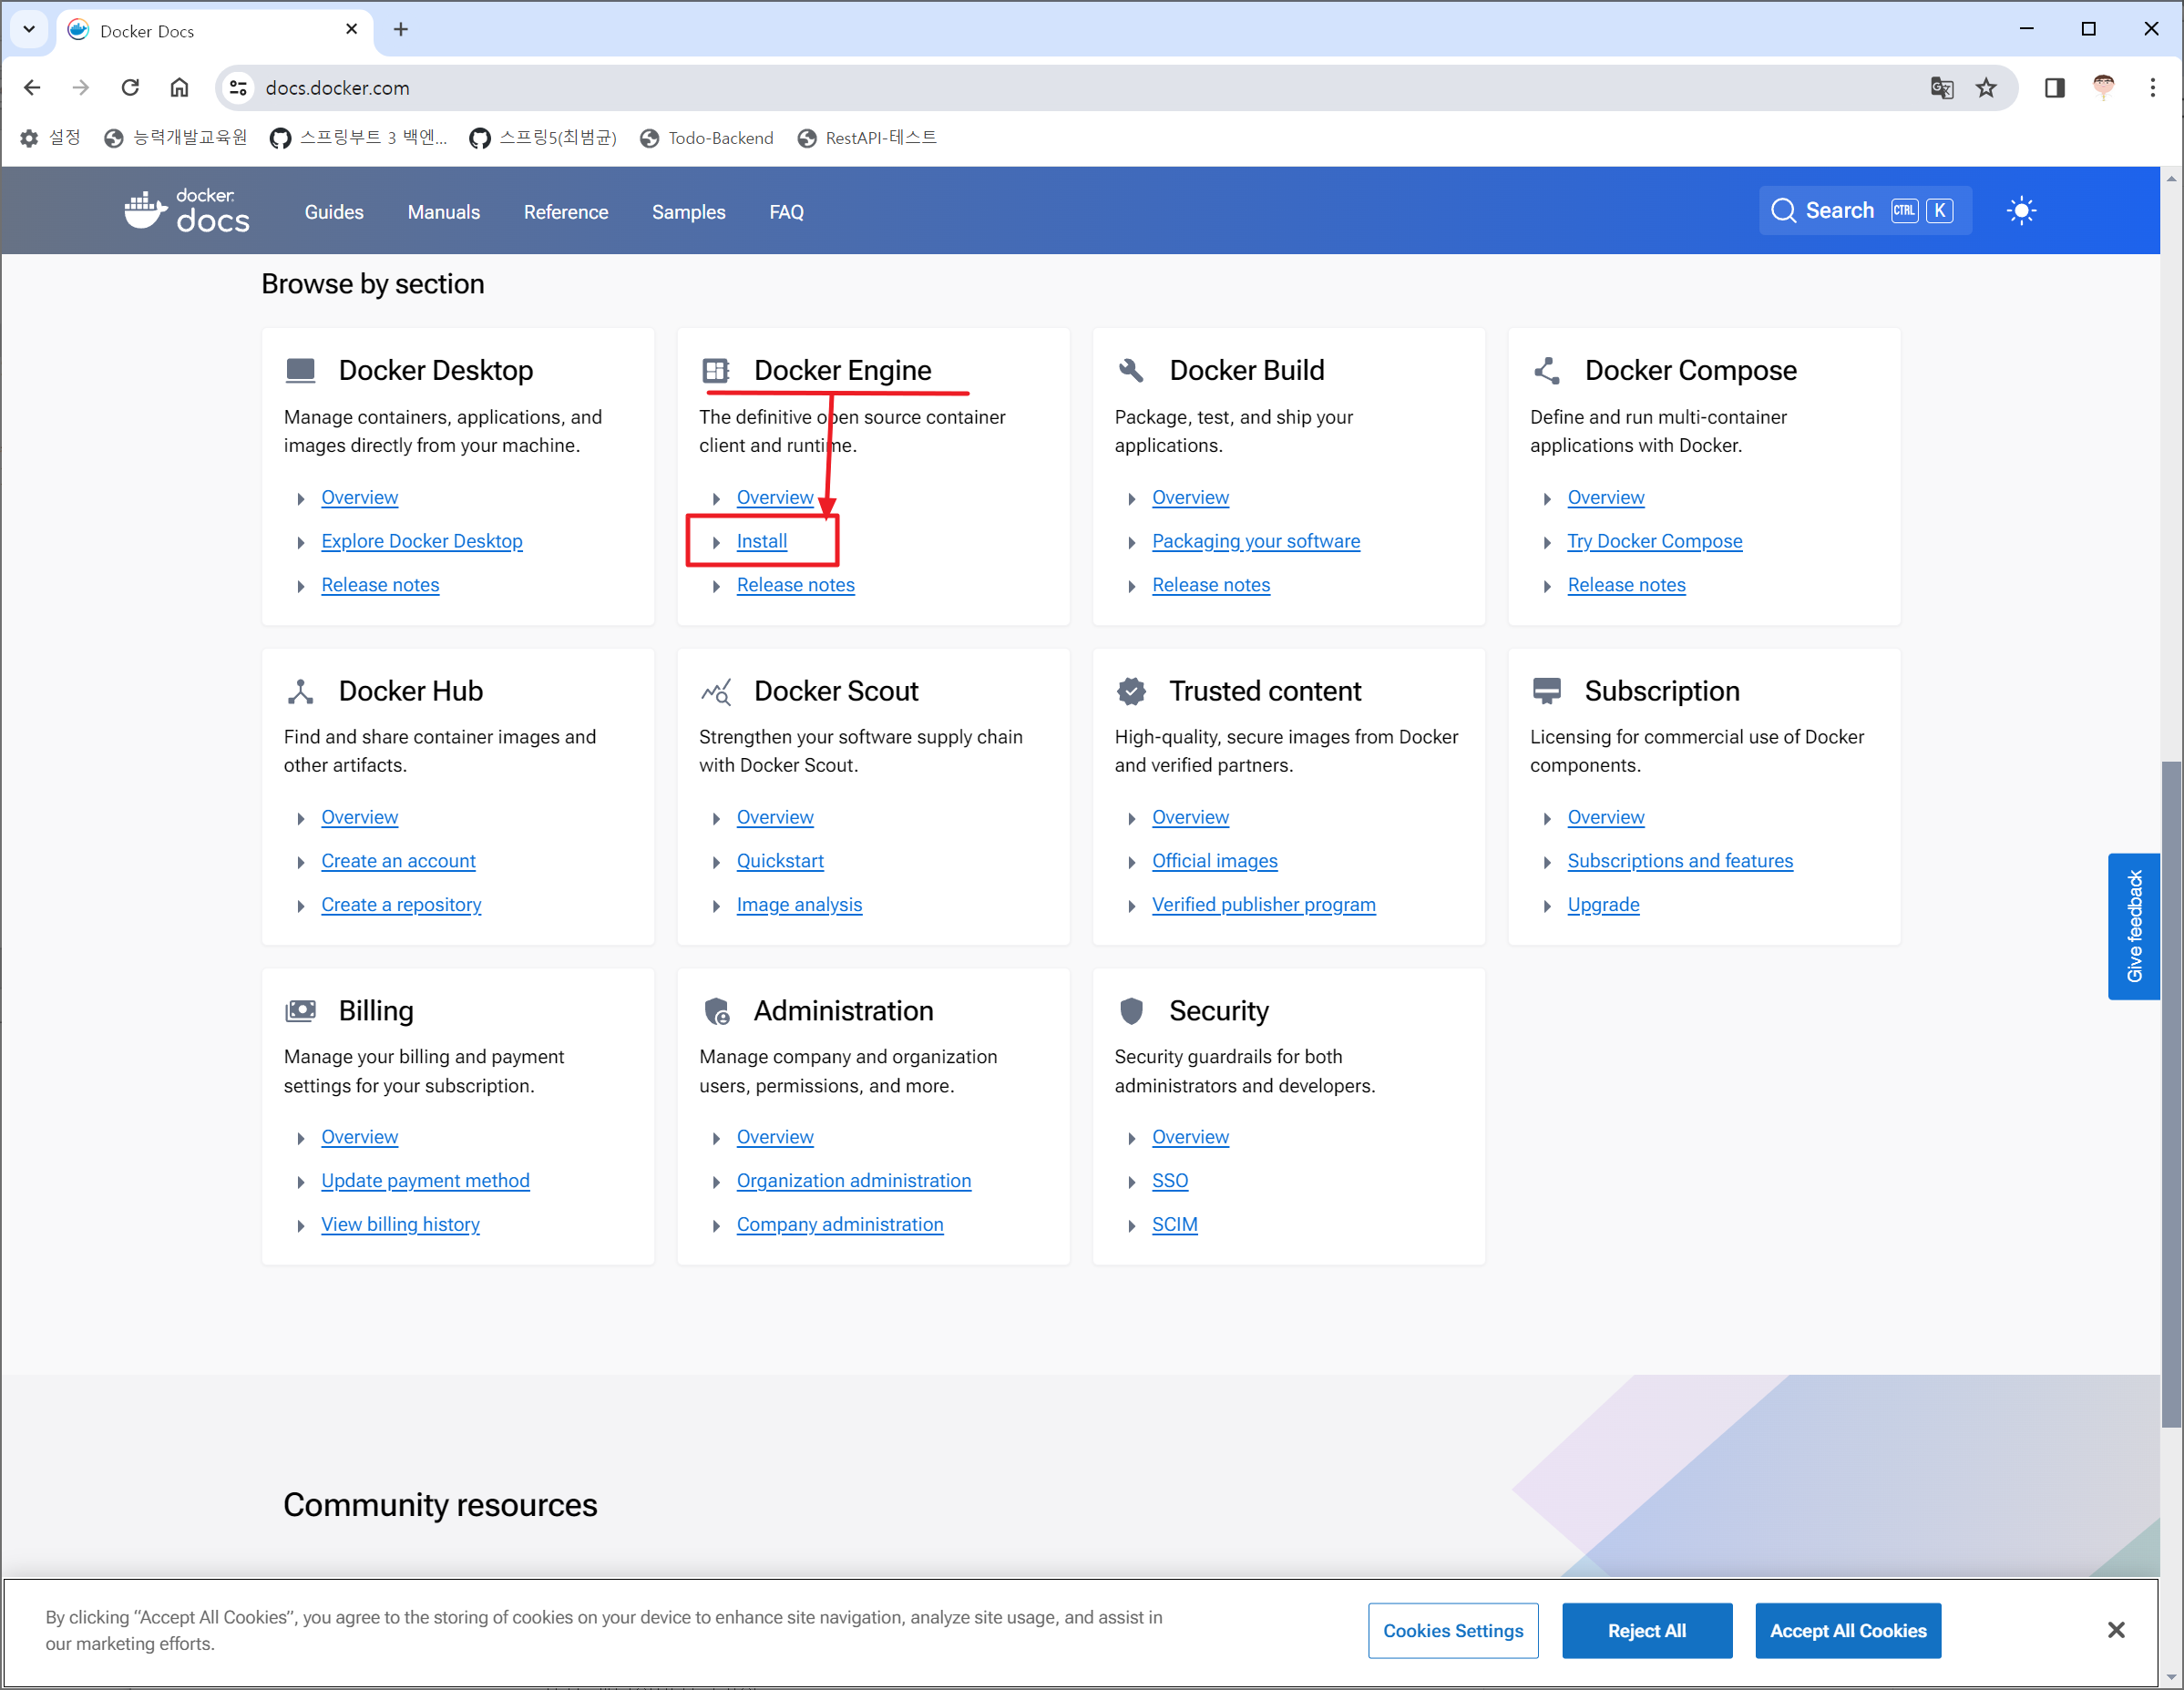 Docker Docs
docs.docker.com
설정
능력개발교육원
스프링부트 3 백엔...
스프링5(최범균)
Todo-Backend
RestAPI-테스트
docker
docs
Guides
Manuals
Reference
Samples
FAQ
Search CTRL K
Browse by section
Docker Desktop
Manage containers, applications, and
images directly from your machine.
Overview
Explore Docker Desktop
Release notes
Docker Engine
The definitive open source container
client and runtime.
Overview
Install
Release notes
Docker Build
Package, test, and ship your
applications.
Overview
Packaging your software
Release notes
Docker Compose
Define and run multi-container
applications with Docker.
Overview
Try Docker Compose
Release notes
Docker Hub
Find and share container images and
other artifacts.
Overview
Create an account
Create a repository
Docker Scout
Strengthen your software supply chain
with Docker Scout.
Overview
Quickstart
Image analysis
Trusted content
High-quality, secure images from Docker
and verified partners.
Overview
Official images
Verified publisher program
Subscription
Licensing for commercial use of Docker
components.
Overview
Subscriptions and features
Upgrade
Billing
Manage your billing and payment
settings for your subscription.
Overview
Update payment method
View billing history
Administration
Manage company and organization
users, permissions, and more.
Overview
Organization administration
Company administration
Security
Security guardrails for both
administrators and developers.
Overview
SSO
SCIM
Give feedback
Community resources
By clicking “Accept All Cookies”, you agree to the storing of cookies on your device to enhance site navigation, analyze site usage, and assist in
our marketing efforts.
Cookies Settings
Reject All
Accept All Cookies